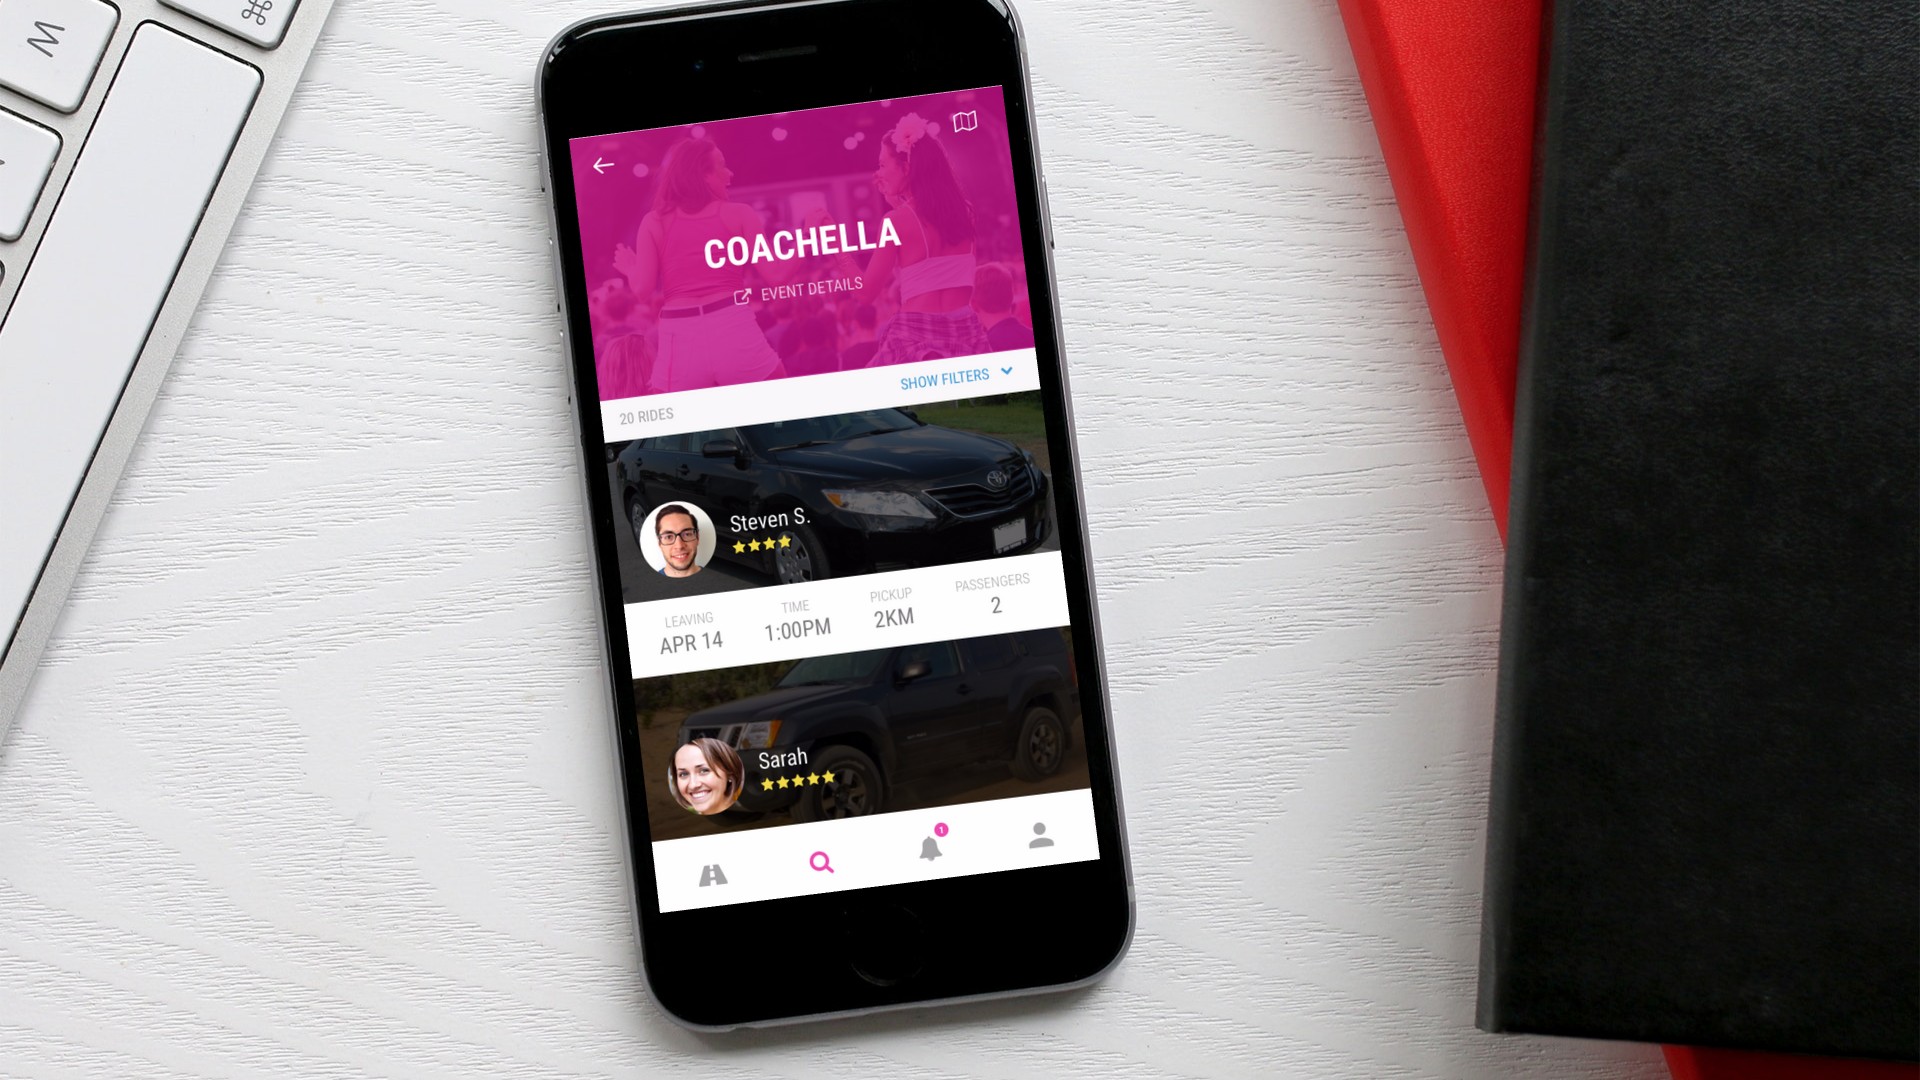 M
⌘
COACHELLA
EVENT DETAILS
20 RIDES
SHOW FILTERS
Steven S.
LEAVING
APR 14
TIME
1:00PM
PICKUP
2KM
PASSENGERS
2
Sarah
1